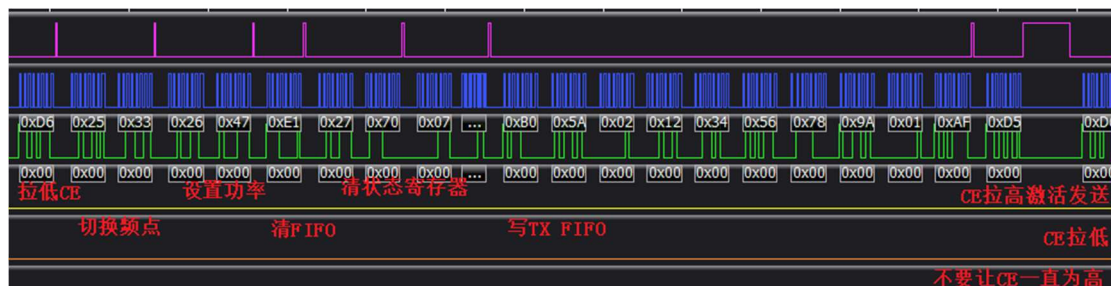 0xD6 0x25 0x33 0x26 0x47 0xE1 0x27 0x70 0x07 ... 0xB0 0x5A 0x02 0x12 0x34 0x56 0x78 0x9A 0x01 0xAF 0xD5
0x00 0x00 0x00 0x00 0x00 0x00 0x00 0x00 0x00 ... 0x00 0x00 0x00 0x00 0x00 0x00 0x00 0x00 0x00 0x00 0x00
拉低CE 设置功率 清状态寄存器 CE拉高激活发送
切换频点 清FIFO 写TX FIFO CE拉低
不要让CE一直为高